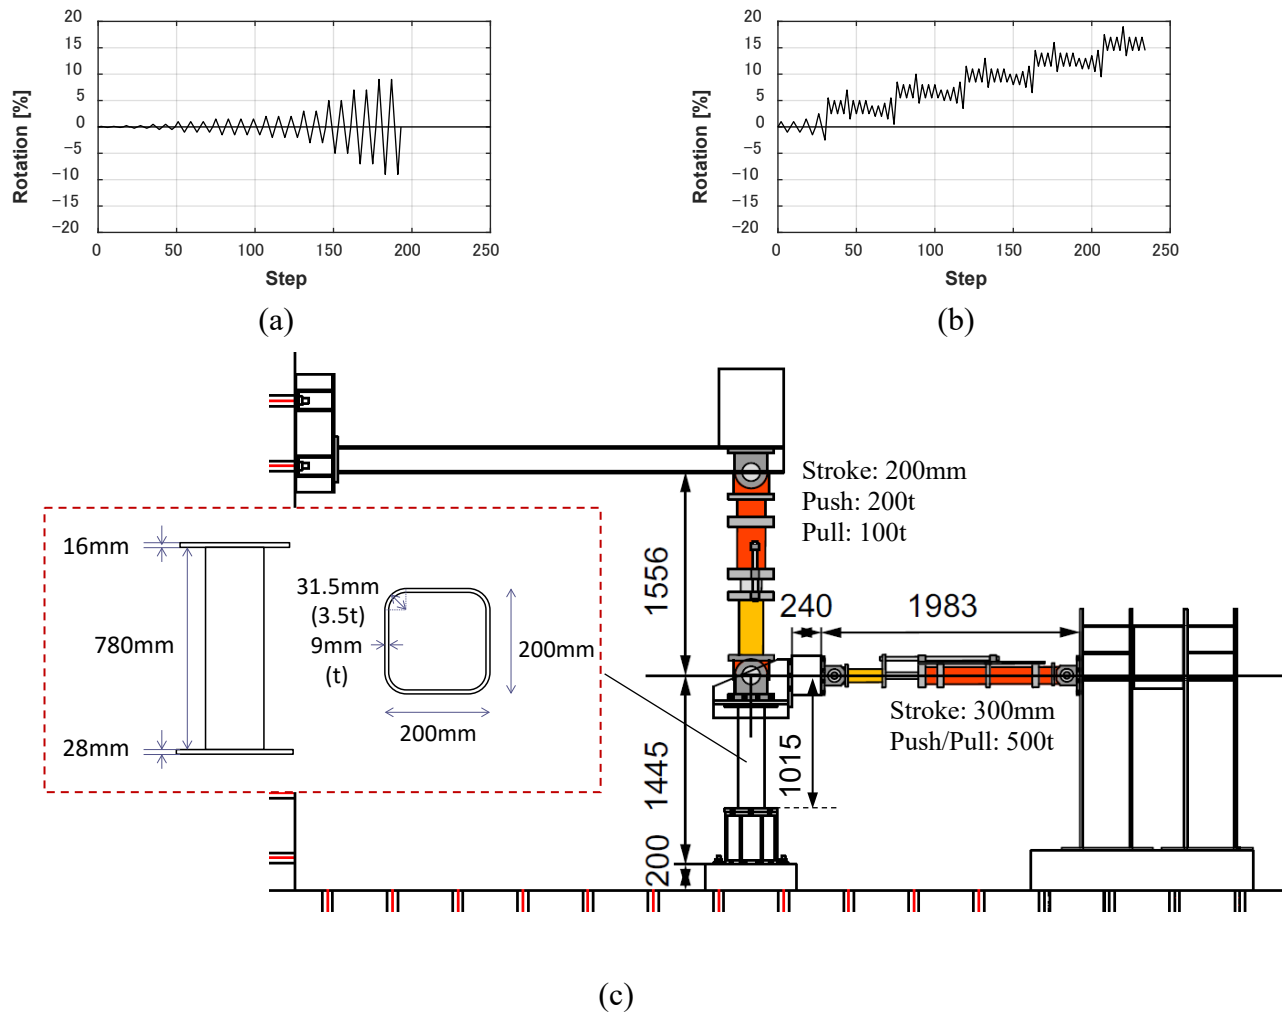 20
15
10
5
0
−5
−10
−15
−20
Rotation [%]
0
50
100
150
200
250
Step
(a)
20
15
10
5
0
−5
−10
−15
−20
Rotation [%]
0
50
100
150
200
250
Step
(b)
Stroke: 200mm
Push: 200t
Pull: 100t
16mm
780mm
28mm
31.5mm
(3.5t)
9mm
(t)
200mm
200mm
1556
240
1983
Stroke: 300mm
Push/Pull: 500t
1445
1015
200
(c)